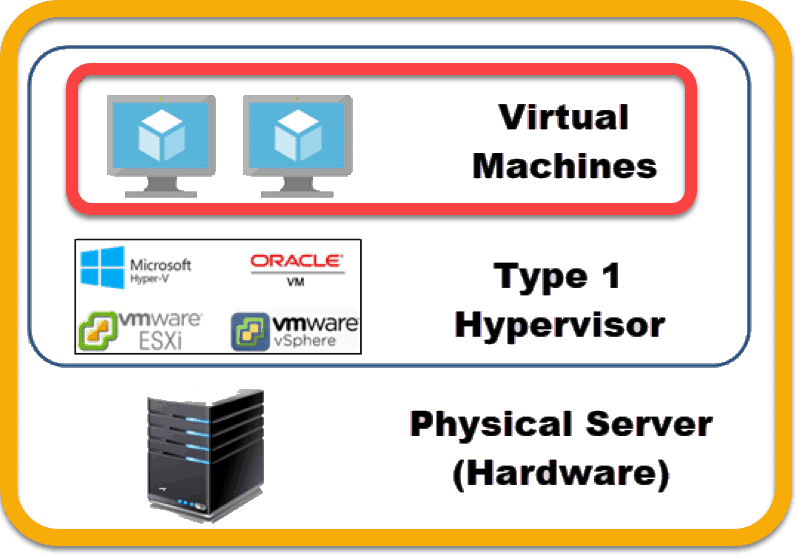 Virtual
Machines
Microsoft
Hyper-V
ORACLE®
VM
vmware®
ESXi
vmware®
vSphere
Type 1
Hypervisor
Physical Server
(Hardware)